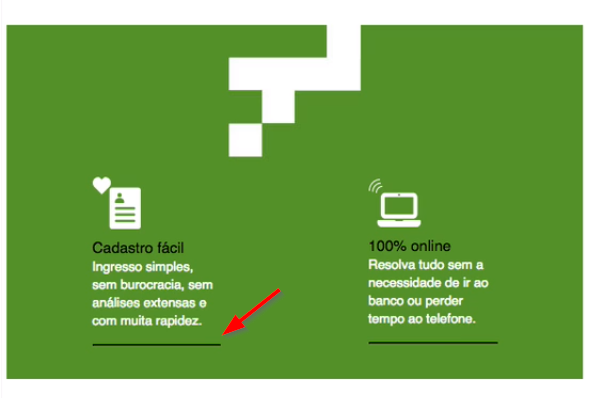 Cadastro fácil
Ingresso simples,
sem burocracia, sem
análises extensas e
com muita rapidez.
100% online
Resolva tudo sem a
necessidade de ir ao
banco ou perder
tempo ao telefone.